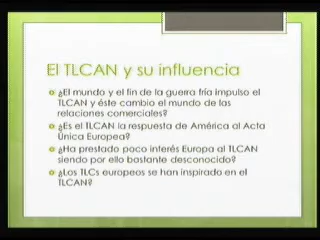 El TLCAN y su influencia
¿El mundo y el fin de la guerra fría impulso el
TLCAN y éste cambio el mundo de las
relaciones comerciales?
¿Es el TLCAN la respuesta de América al Acta
Única Europea?
¿Ha prestado poco interés Europa al TLCAN
siendo por ello bastante desconocido?
¿Los TLCs europeos se han inspirado en el
TLCAN?